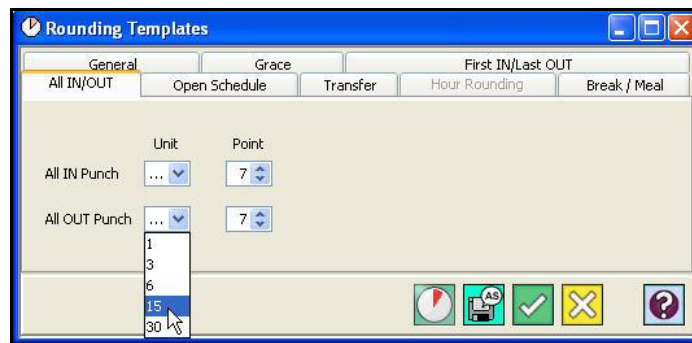 Rounding Templates
General Grace First IN/Last OUT
All IN/OUT Open Schedule Transfer Hour Rounding Break / Meal
Unit Point
All IN Punch ... 7
All OUT Punch ... 7
1
3
6
15
30
AS
?